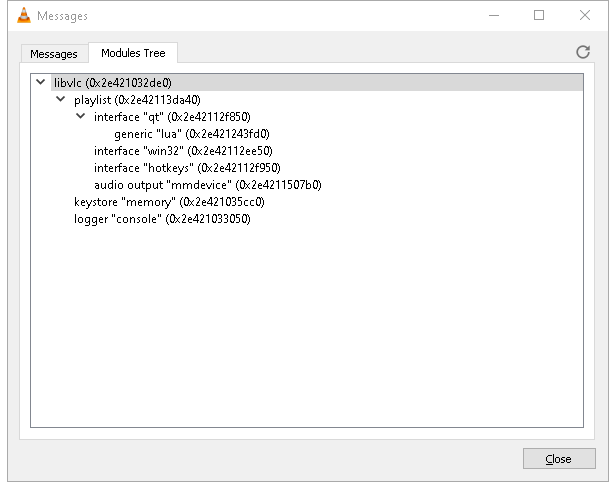 Messages
Messages
Modules Tree
libvlc (0x2e421032de0)
playlist (0x2e42113da40)
interface "qt" (0x2e42112f850)
generic "lua" (0x2e421243fd0)
interface "win32" (0x2e42112ee50)
interface "hotkeys" (0x2e42112f950)
audio output "mmdevice" (0x2e4211507b0)
keystore "memory" (0x2e421035cc0)
logger "console" (0x2e421033050)
Close